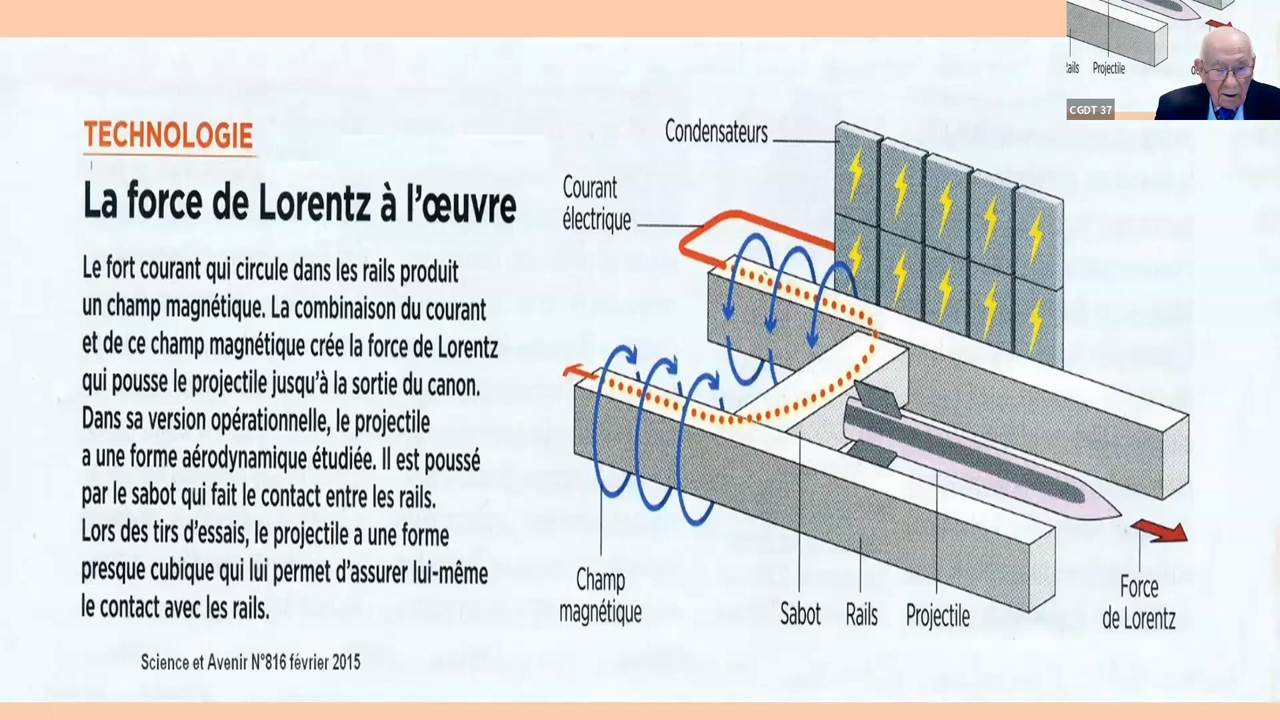 TECHNOLOGIE
La force de Lorentz à l'œuvre
Le fort courant qui circule dans les rails produit
un champ magnétique. La combinaison du courant
et de ce champ magnétique crée la force de Lorentz
qui pousse le projectile jusqu'à la sortie du canon.
Dans sa version opérationnelle, le projectile
a une forme aérodynamique étudiée. Il est poussé
par le sabot qui fait le contact entre les rails.
Lors des tirs d'essais, le projectile a une forme
presque cubique qui lui permet d'assurer lui-même
le contact avec les rails.
Science et Avenir N°816 février 2015
Condensateurs
Courant
électrique
Champ
magnétique
Sabot
Rails
Projectile
Force
de Lorentz
Projectile
CGDT 37